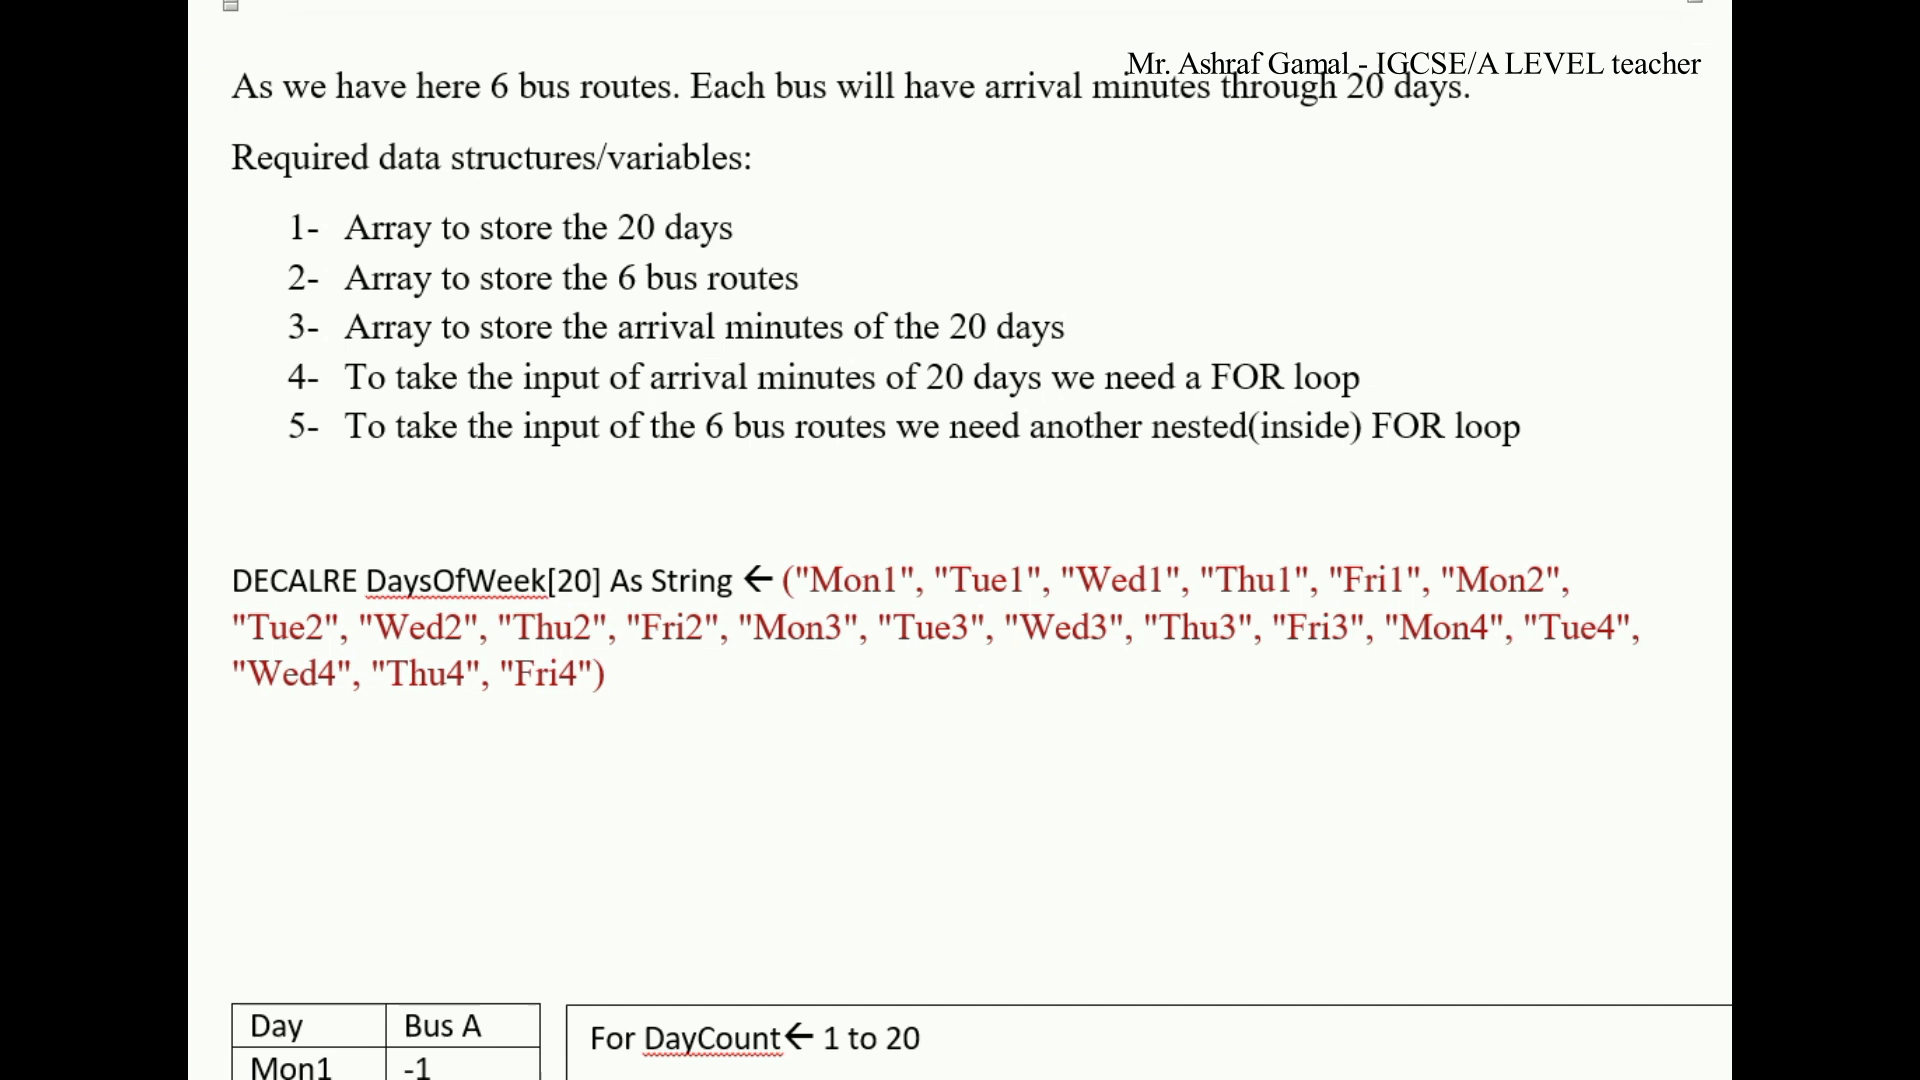 Mr. Ashraf Gamal - IGCSE/A LEVEL teacher
As we have here 6 bus routes. Each bus will have arrival minutes through 20 days.
Required data structures/variables:
1- Array to store the 20 days
2- Array to store the 6 bus routes
3- Array to store the arrival minutes of the 20 days
4- To take the input of arrival minutes of 20 days we need a FOR loop
5- To take the input of the 6 bus routes we need another nested(inside) FOR loop
DECALRE DaysOfWeek[20] As String ← ("Mon1", "Tue1", "Wed1", "Thu1", "Fri1", "Mon2",
"Tue2", "Wed2", "Thu2", "Fri2", "Mon3", "Tue3", "Wed3", "Thu3", "Fri3", "Mon4", "Tue4",
"Wed4", "Thu4", "Fri4")
Day Bus A
Mon1 -1
For DayCount← 1 to 20